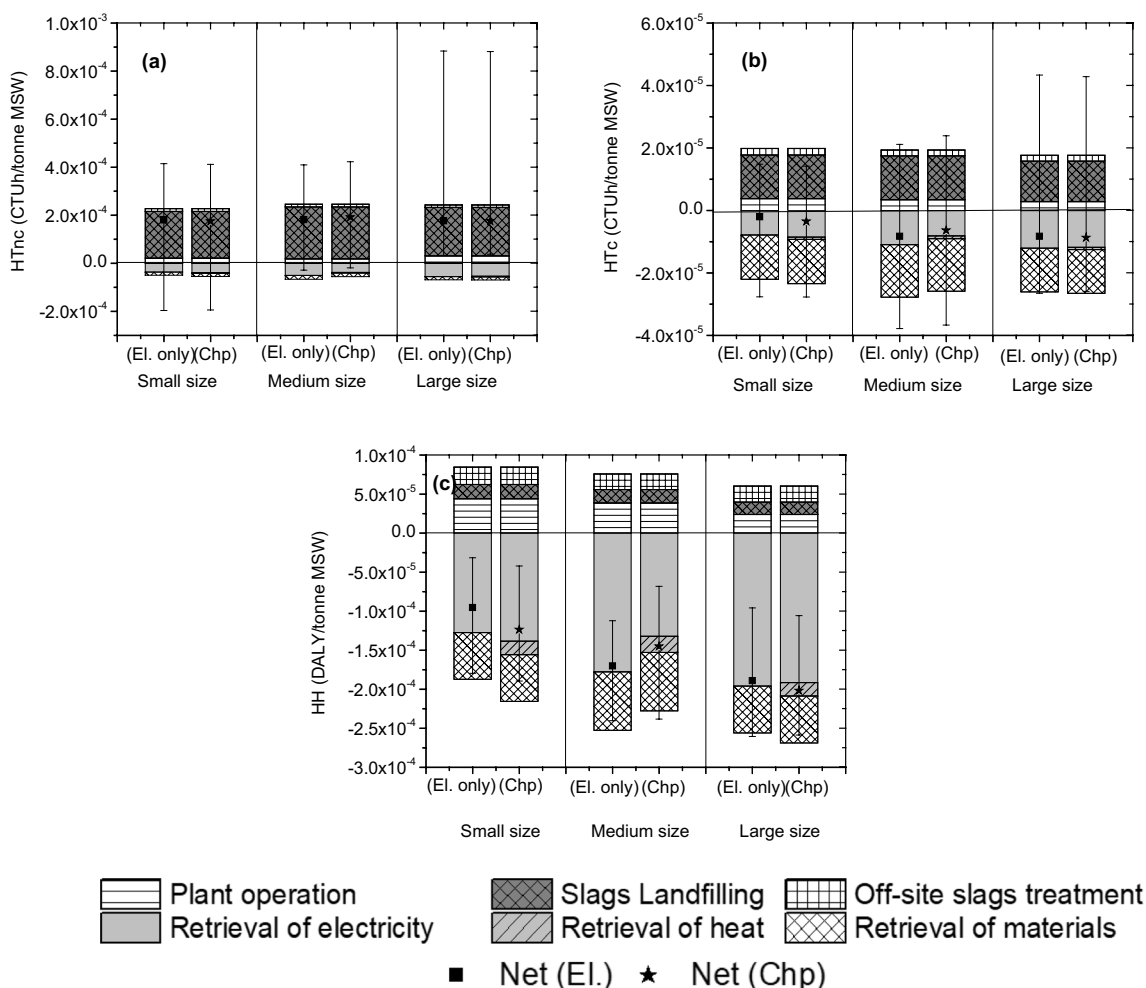 (a)
HTnc (CTUh/tonne MSW)
1.0x10⁻³
8.0x10⁻⁴
6.0x10⁻⁴
4.0x10⁻⁴
2.0x10⁻⁴
0.0
-2.0x10⁻⁴
(El. only) (Chp) (El. only) (Chp) (El. only) (Chp)
Small size Medium size Large size
(b)
HTc (CTUh/tonne MSW)
6.0x10⁻⁵
4.0x10⁻⁵
2.0x10⁻⁵
0.0
-2.0x10⁻⁵
-4.0x10⁻⁵
(El. only) (Chp) (El. only) (Chp) (El. only) (Chp)
Small size Medium size Large size
(c)
HH (DALY/tonne MSW)
1.0x10⁻⁴
5.0x10⁻⁵
0.0
-5.0x10⁻⁵
-1.0x10⁻⁴
-1.5x10⁻⁴
-2.0x10⁻⁴
-2.5x10⁻⁴
-3.0x10⁻⁴
(El. only) (Chp) (El. only) (Chp) (El. only) (Chp)
Small size Medium size Large size
Plant operation Slags Landfilling Off-site slags treatment
Retrieval of electricity Retrieval of heat Retrieval of materials
Net (El.) Net (Chp)